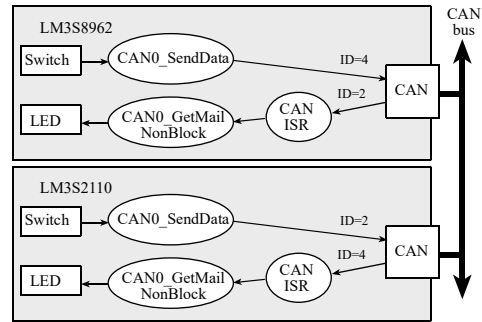 CAN
bus
LM3S8962
Switch
CAN0_SendData
ID=4
ID=2
CAN
LED
CAN0_GetMail
NonBlock
CAN
ISR
LM3S2110
Switch
CAN0_SendData
ID=2
ID=4
CAN
LED
CAN0_GetMail
NonBlock
CAN
ISR